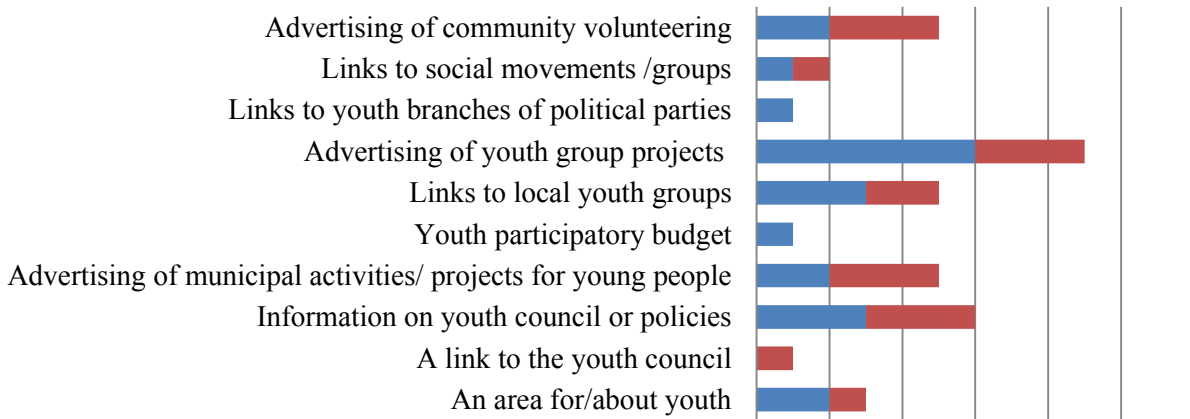 Advertising of community volunteering
Links to social movements /groups
Links to youth branches of political parties
Advertising of youth group projects
Links to local youth groups
Youth participatory budget
Advertising of municipal activities/ projects for young people
Information on youth council or policies
A link to the youth council
An area for/about youth